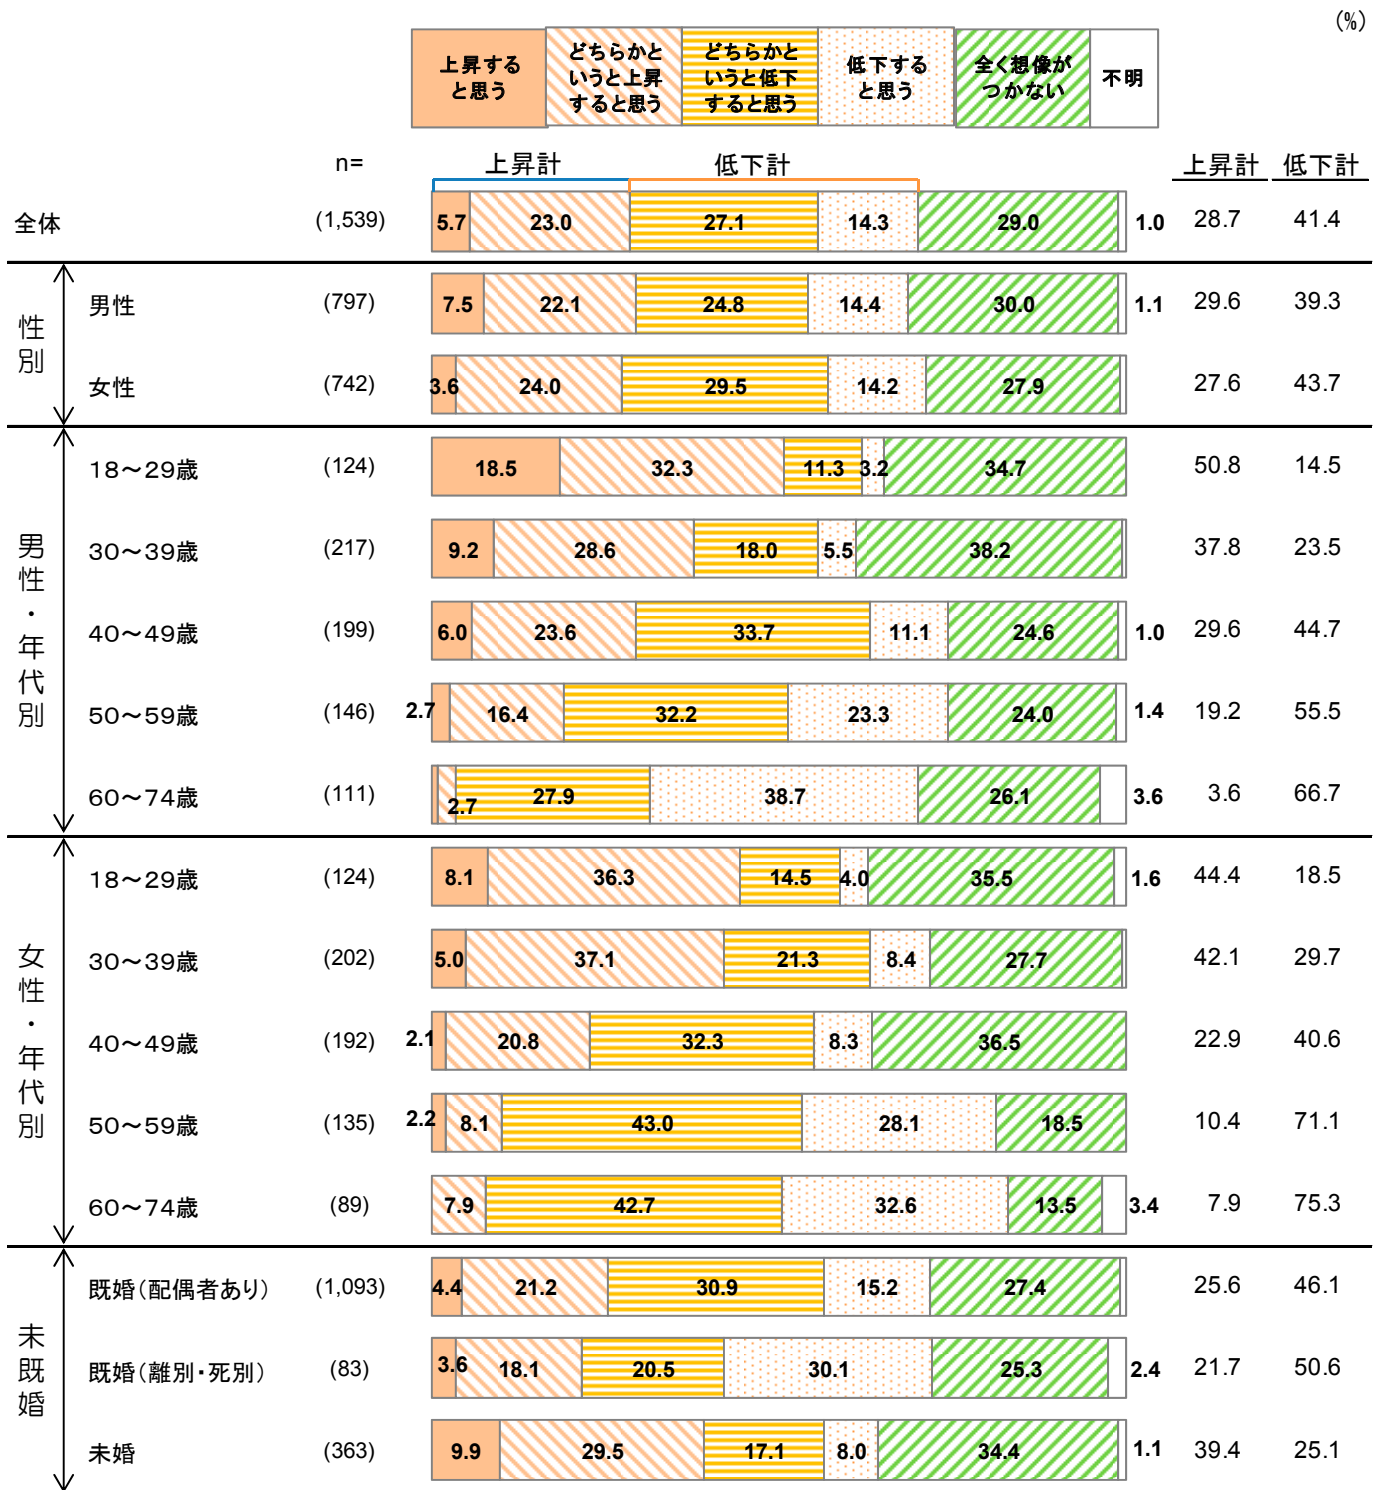 (%)
上昇する
と思う
どちらかと
いうと上昇
すると思う
どちらかと
いうと低下
すると思う
低下する
と思う
全く想像が
つかない
不明
n=
上昇計 低下計 上昇計 低下計
全体 (1,539) 5.7 23.0 27.1 14.3 29.0 1.0 28.7 41.4
性別
男性 (797) 7.5 22.1 24.8 14.4 30.0 1.1 29.6 39.3
女性 (742) 3.6 24.0 29.5 14.2 27.9 27.6 43.7
男性・年代別
18～29歳 (124) 18.5 32.3 11.3 3.2 34.7 50.8 14.5
30～39歳 (217) 9.2 28.6 18.0 5.5 38.2 37.8 23.5
40～49歳 (199) 6.0 23.6 33.7 11.1 24.6 1.0 29.6 44.7
50～59歳 (146) 2.7 16.4 32.2 23.3 24.0 1.4 19.2 55.5
60～74歳 (111) 2.7 27.9 38.7 26.1 3.6 3.6 66.7
女性・年代別
18～29歳 (124) 8.1 36.3 14.5 4.0 35.5 1.6 44.4 18.5
30～39歳 (202) 5.0 37.1 21.3 8.4 27.7 42.1 29.7
40～49歳 (192) 2.1 20.8 32.3 8.3 36.5 22.9 40.6
50～59歳 (135) 2.2 8.1 43.0 28.1 18.5 10.4 71.1
60～74歳 (89) 7.9 42.7 32.6 13.5 3.4 7.9 75.3
未既婚
既婚（配偶者あり） (1,093) 4.4 21.2 30.9 15.2 27.4 25.6 46.1
既婚（離別・死別） (83) 3.6 18.1 20.5 30.1 25.3 2.4 21.7 50.6
未婚 (363) 9.9 29.5 17.1 8.0 34.4 1.1 39.4 25.1